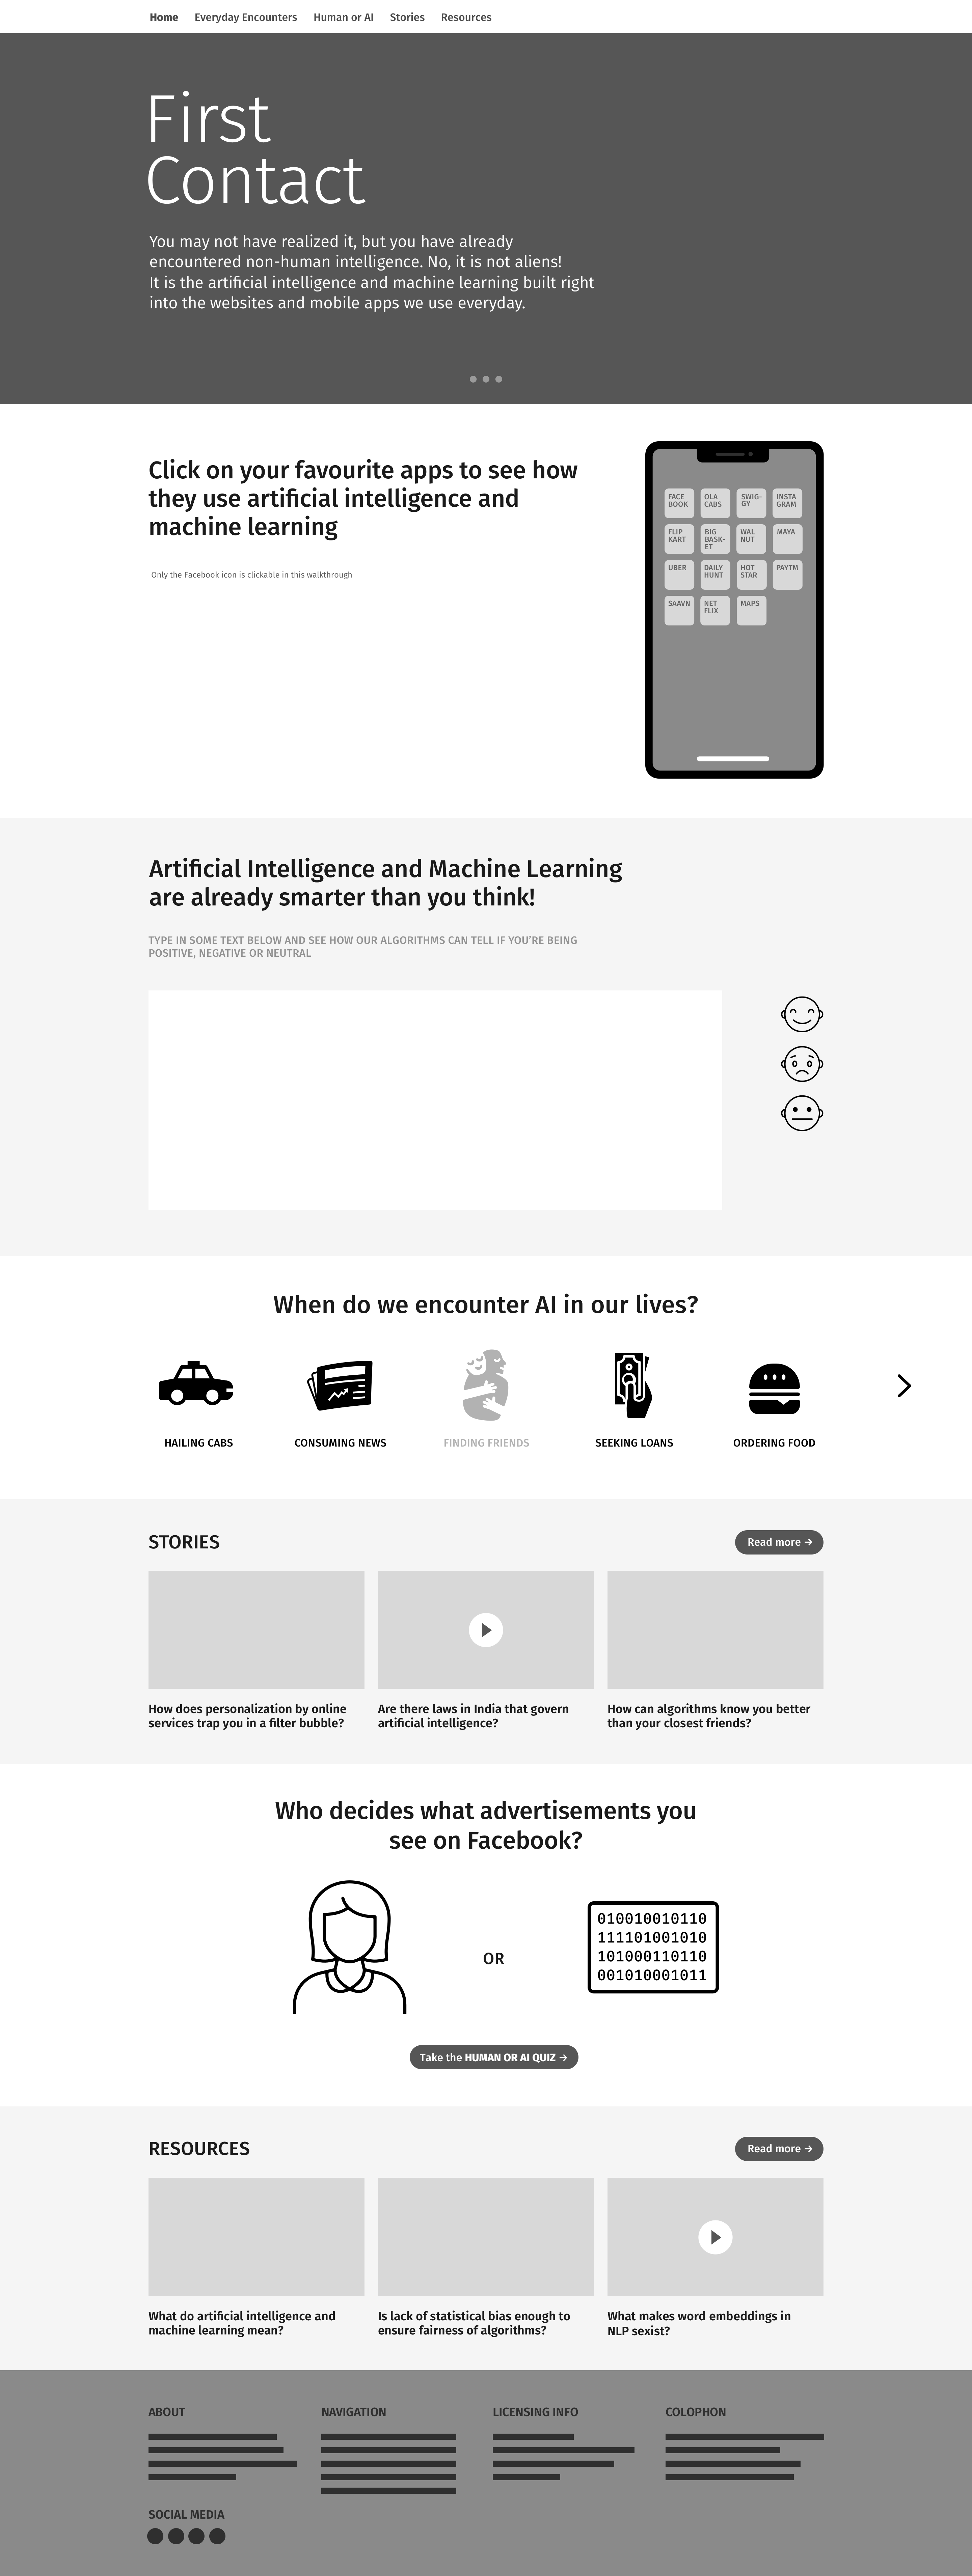 Home Everyday Encounters Human or AI Stories Resources
First
Contact
You may not have realized it, but you have already
encountered non-human intelligence. No, it is not aliens!
It is the artificial intelligence and machine learning built right
into the websites and mobile apps we use everyday.
Click on your favourite apps to see how
they use artificial intelligence and
machine learning
Only the Facebook icon is clickable in this walkthrough
FACE
BOOK
OLA
CABS
SWIG-
GY
INSTA
GRAM
FLIP
KART
BIG
BASK-
ET
WAL
NUT
MAYA
UBER
DAILY
HUNT
HOT
STAR
PAYTM
SAAVN
NET
FLIX
MAPS
Artificial Intelligence and Machine Learning
are already smarter than you think!
TYPE IN SOME TEXT BELOW AND SEE HOW OUR ALGORITHMS CAN TELL IF YOU’RE BEING
POSITIVE, NEGATIVE OR NEUTRAL
When do we encounter AI in our lives?
HAILING CABS
CONSUMING NEWS
FINDING FRIENDS
SEEKING LOANS
ORDERING FOOD
STORIES
Read more →
How does personalization by online
services trap you in a filter bubble?
Are there laws in India that govern
artificial intelligence?
How can algorithms know you better
than your closest friends?
Who decides what advertisements you
see on Facebook?
OR
010010010110
111101001010
101000110110
001010001011
Take the HUMAN OR AI QUIZ →
RESOURCES
Read more →
What do artificial intelligence and
machine learning mean?
Is lack of statistical bias enough to
ensure fairness of algorithms?
What makes word embeddings in
NLP sexist?
ABOUT
NAVIGATION
LICENSING INFO
COLOPHON
SOCIAL MEDIA